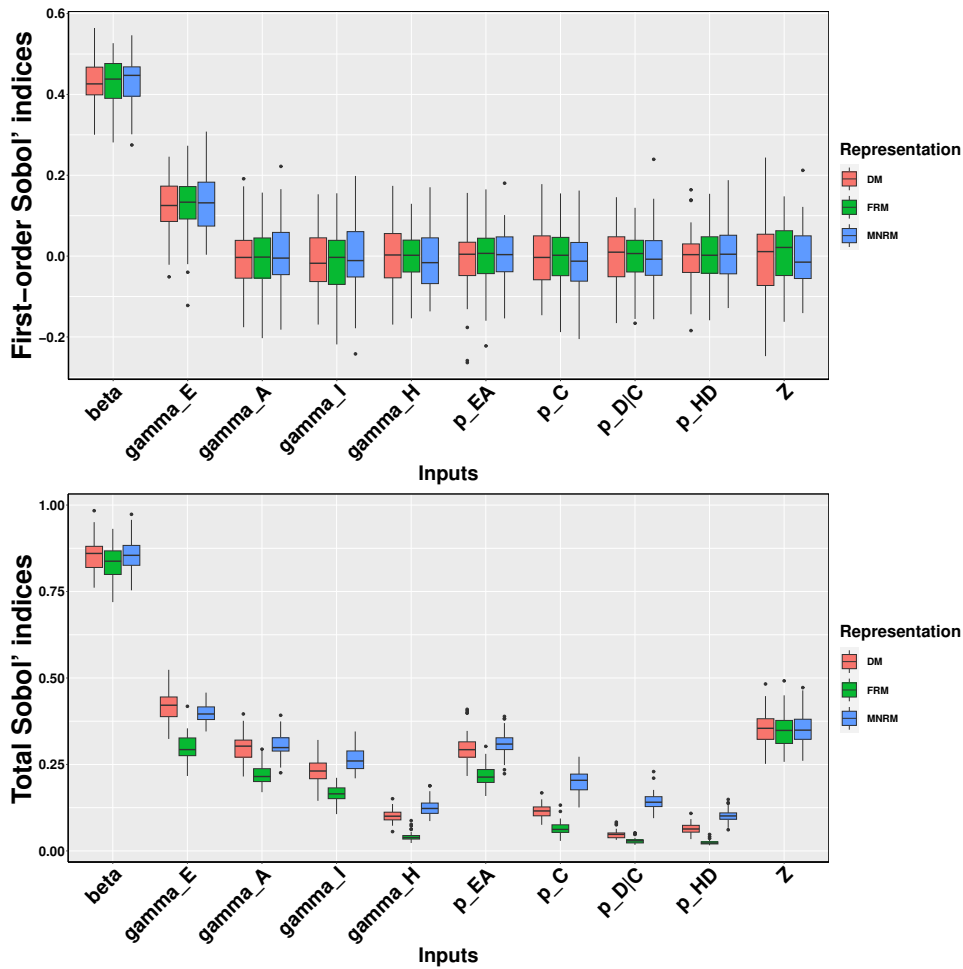 First−order Sobol' indices
0.6
0.4
0.2
0.0
−0.2
beta
gamma_E
gamma_A
gamma_I
gamma_H
p_EA
p_C
p_D|C
p_HD
Z
Inputs
Representation
DM
FRM
MNRM
Total Sobol' indices
1.00
0.75
0.50
0.25
0.00
beta
gamma_E
gamma_A
gamma_I
gamma_H
p_EA
p_C
p_D|C
p_HD
Z
Inputs
Representation
DM
FRM
MNRM